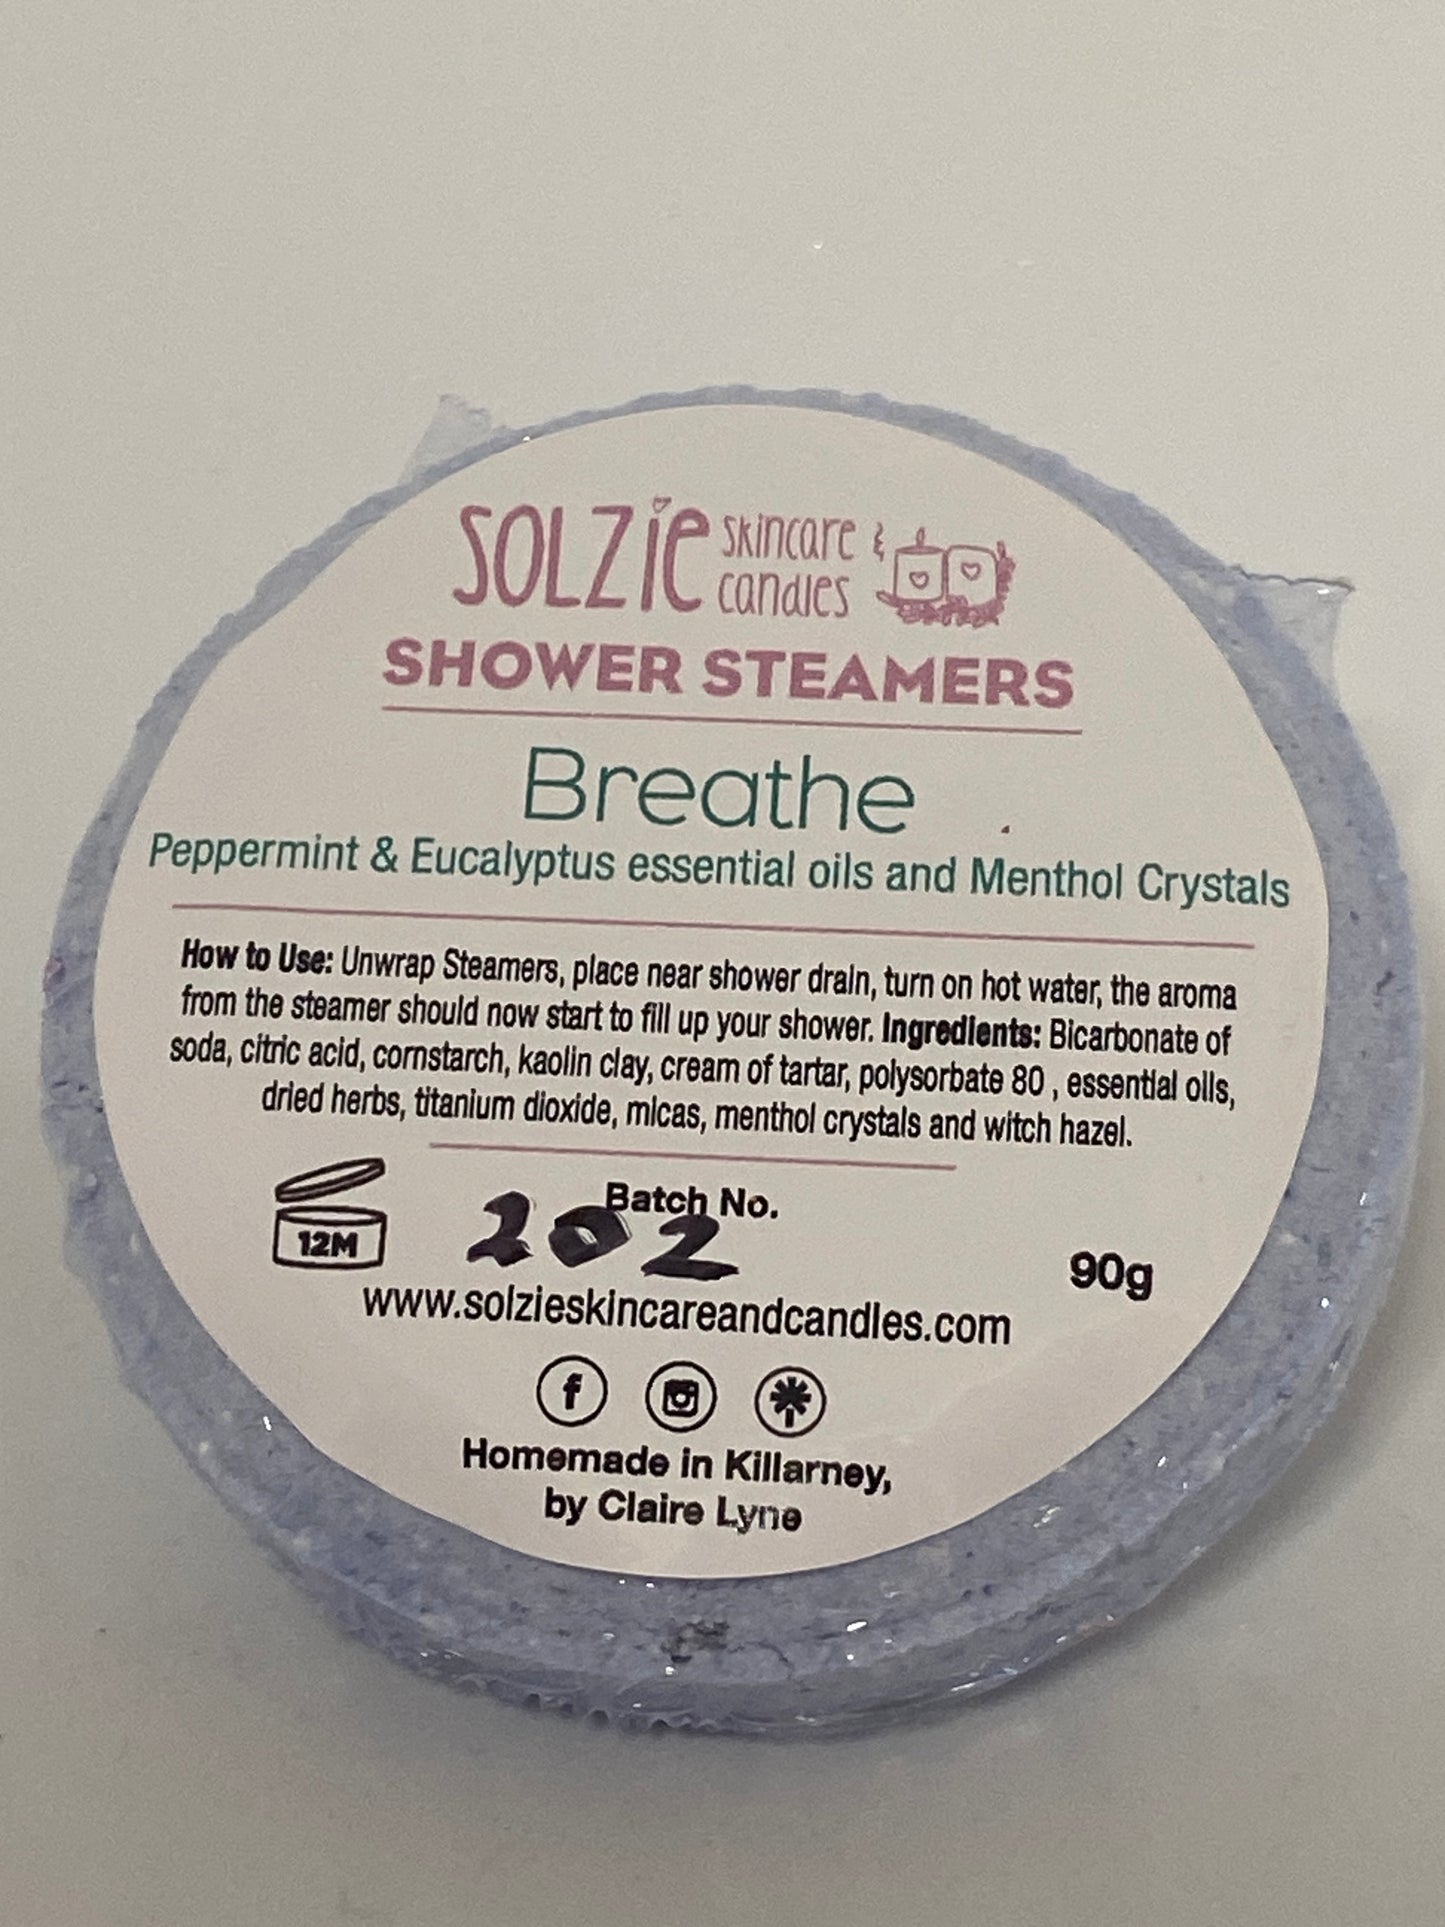 SOLZIE skincare &
candles
SHOWER STEAMERS
Breathe
Peppermint & Eucalyptus essential oils and Menthol Crystals
How to Use: Unwrap Steamers, place near shower drain, turn on hot water, the aroma
from the steamer should now start to fill up your shower. Ingredients: Bicarbonate of
soda, citric acid, cornstarch, kaolin clay, cream of tartar, polysorbate 80 , essential oils,
dried herbs, titanium dioxide, micas, menthol crystals and witch hazel.
Batch No.
12M
202
90g
www.solzieskincareandcandles.com
f
Homemade in Killarney,
by Claire Lyne